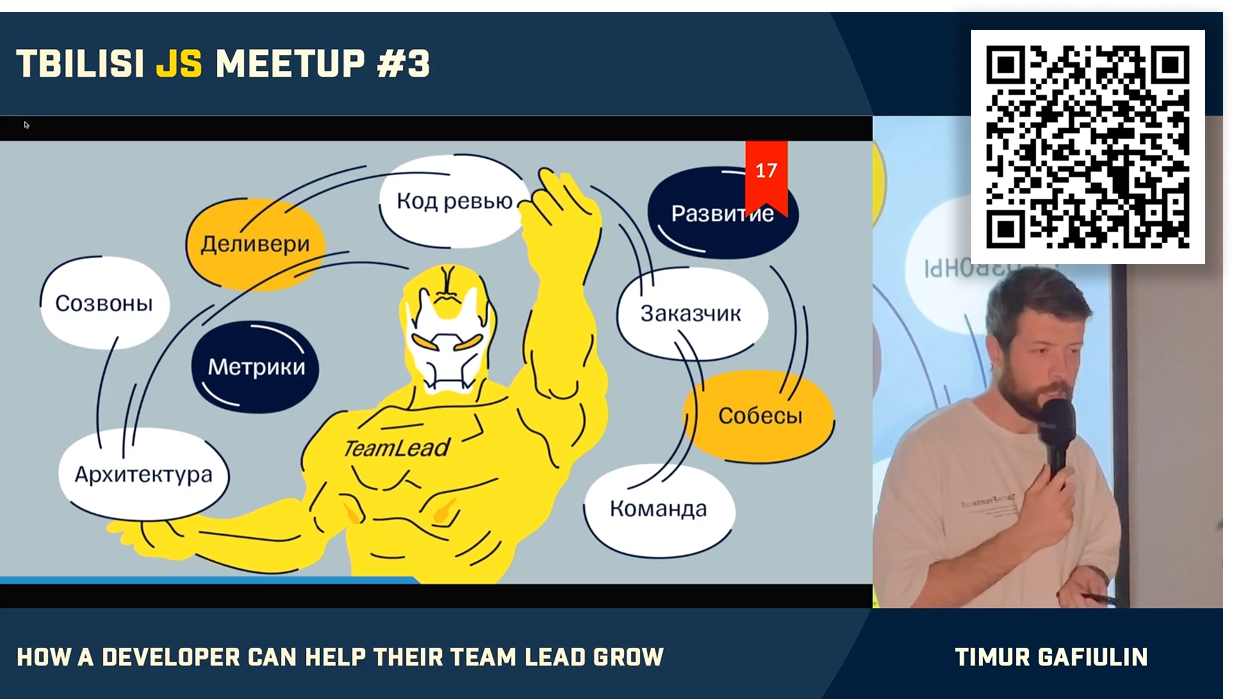 TBILISI JS MEETUP #3
17
Код ревью
Развитие
Деливери
Созвоны
Заказчик
Метрики
Собесы
TeamLead
Архитектура
Команда
HOW A DEVELOPER CAN HELP THEIR TEAM LEAD GROW
TIMUR GAFIULIN